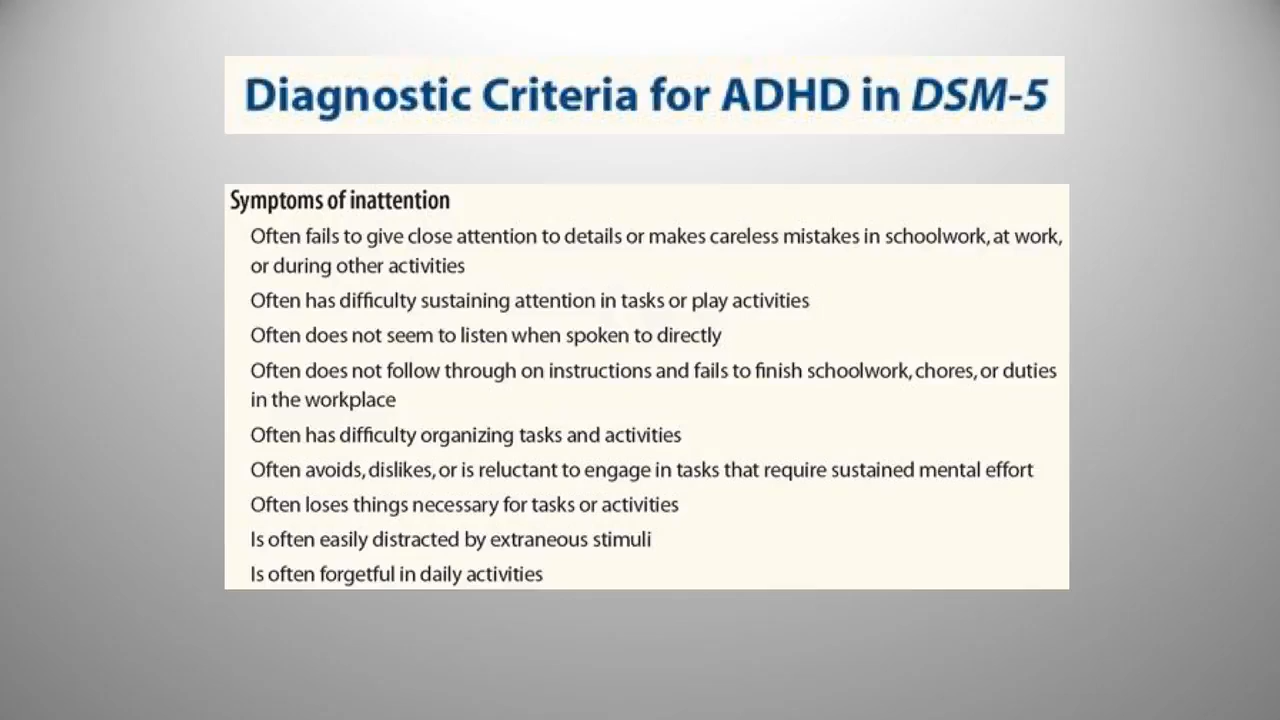 Diagnostic Criteria for ADHD in DSM-5
Symptoms of inattention
Often fails to give close attention to details or makes careless mistakes in schoolwork, at work,
or during other activities
Often has difficulty sustaining attention in tasks or play activities
Often does not seem to listen when spoken to directly
Often does not follow through on instructions and fails to finish schoolwork, chores, or duties
in the workplace
Often has difficulty organizing tasks and activities
Often avoids, dislikes, or is reluctant to engage in tasks that require sustained mental effort
Often loses things necessary for tasks or activities
Is often easily distracted by extraneous stimuli
Is often forgetful in daily activities